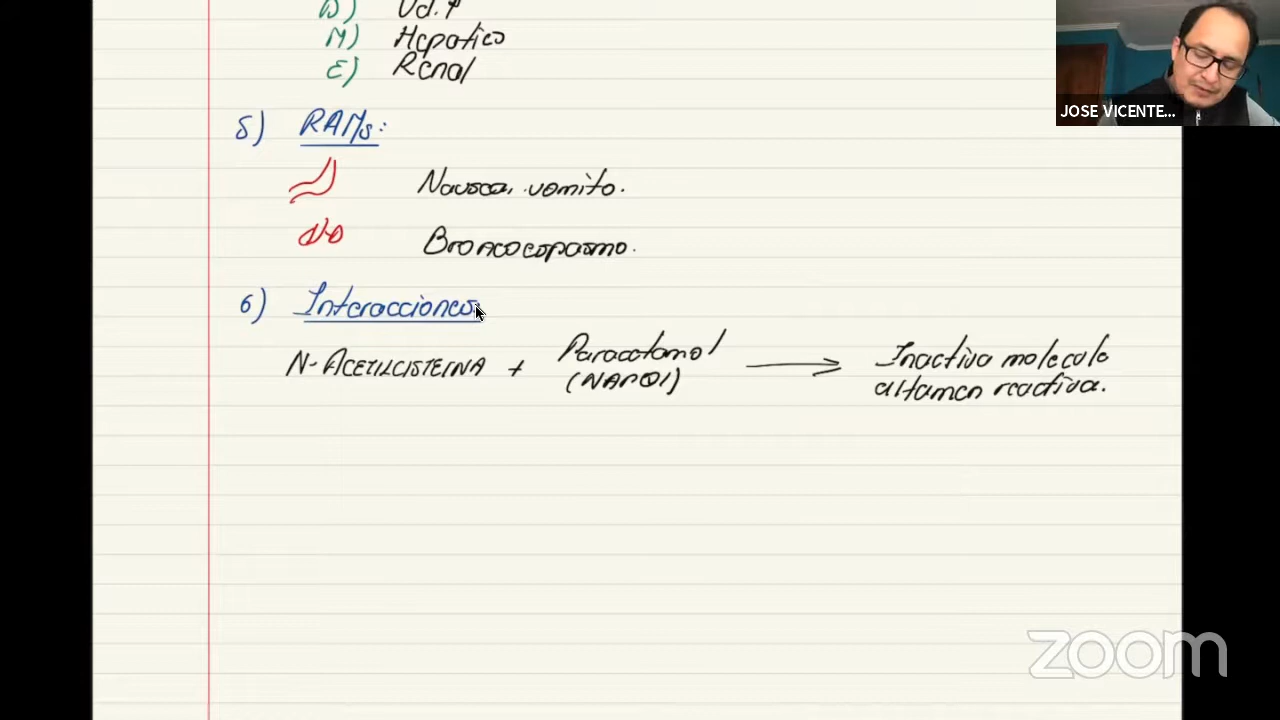 D) Vd. ↑
M) Hepatico
E) Renal
JOSE VICENTE...
5) RAMs:
Nausea, vomito.
Broncoespasmo.
6) Interacciones
N-ACETILCISTEINA + Paracetamol (NAPQI) → Inactiva molecula altamen reactiva.
zoom